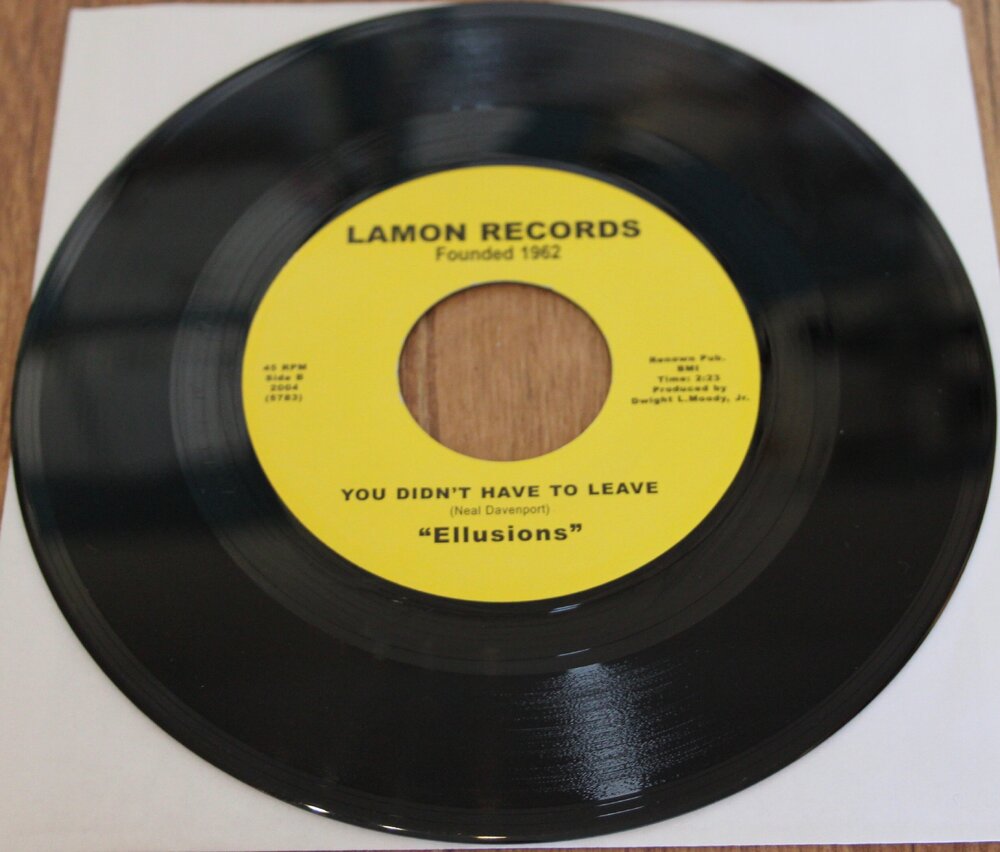 LAMON RECORDS
Founded 1962
45 RPM
Side B
2004
(5783)
Renown Pub.
BMI
Time: 2:23
Produced by
Dwight L.Moody, Jr.
YOU DIDN'T HAVE TO LEAVE
(Neal Davenport)
“Ellusions”